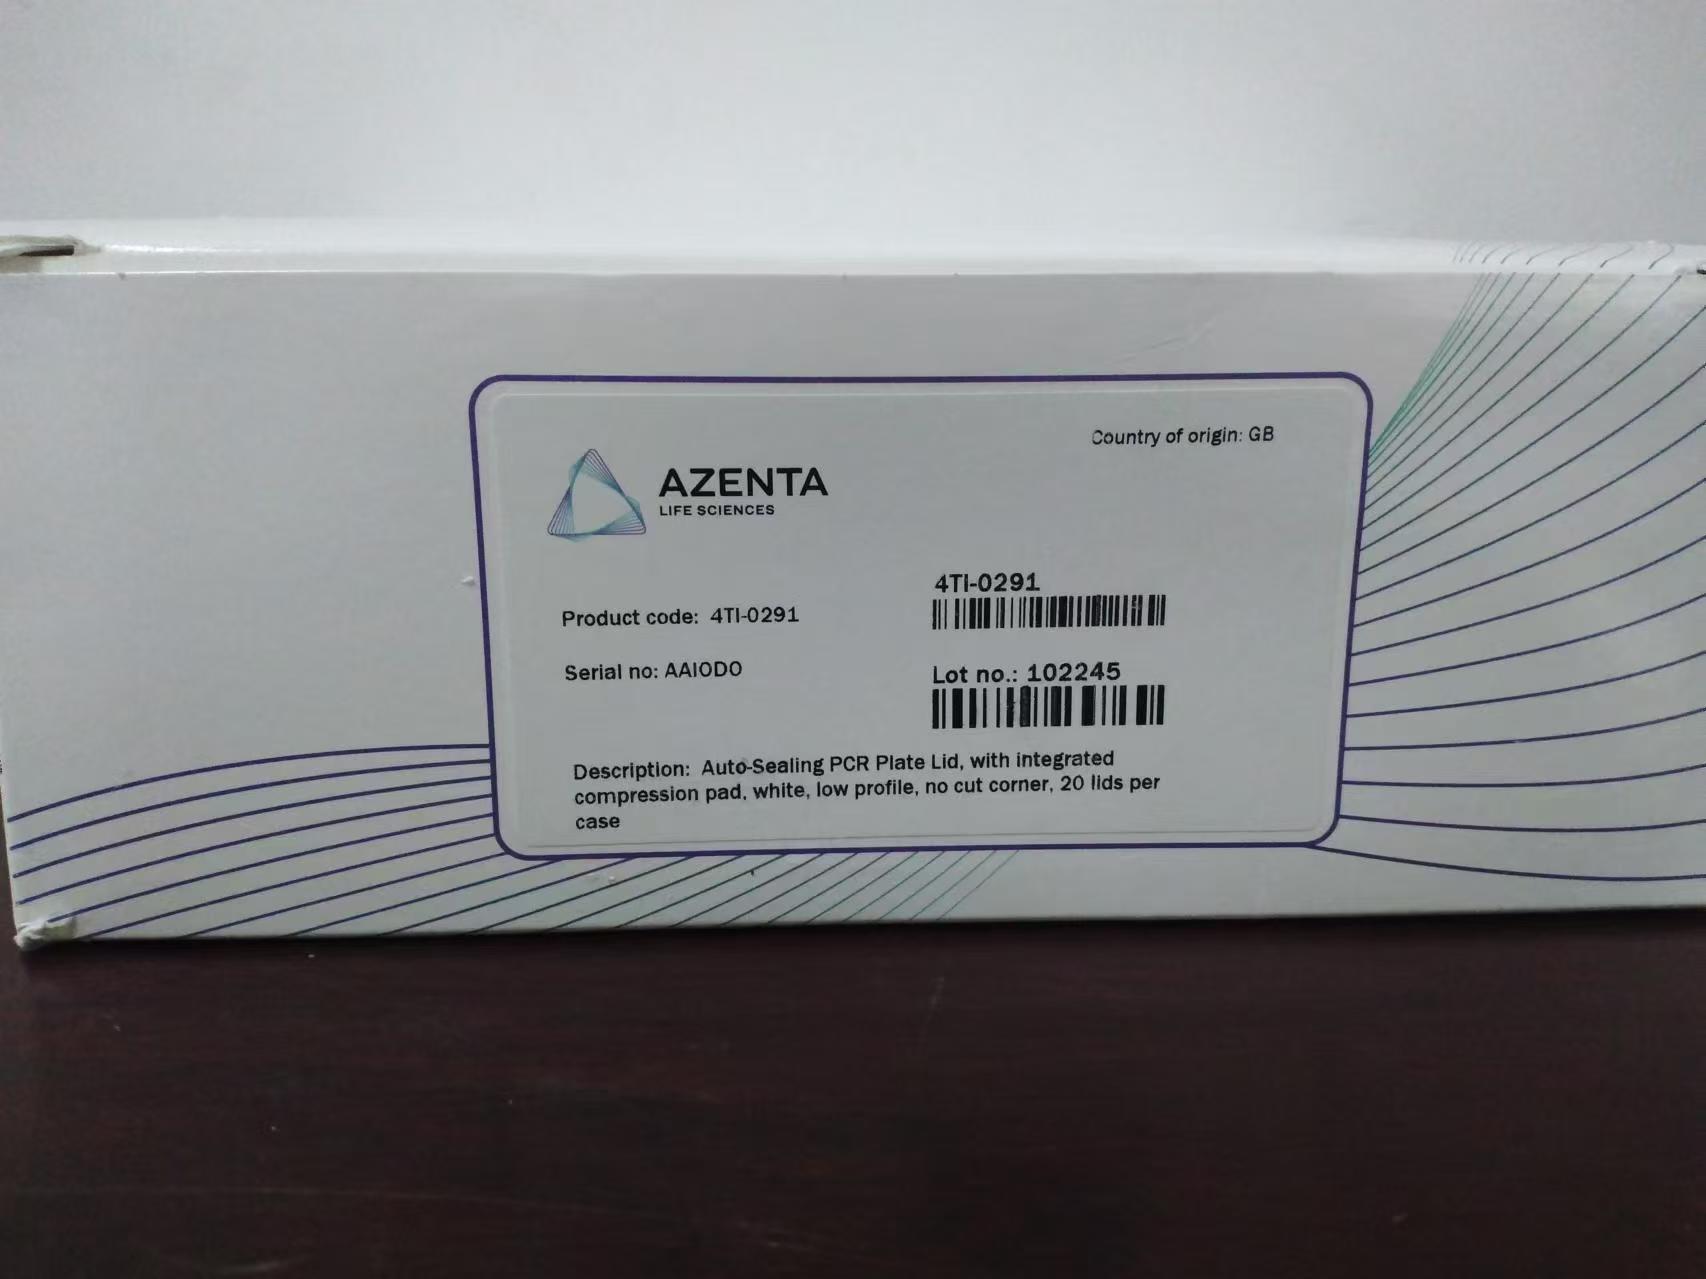 Country of origin: GB
AZENTA
LIFE SCIENCES
4TI-0291
Product code: 4TI-0291
Serial no: AAIODO
Lot no.: 102245
Description: Auto-Sealing PCR Plate Lid, with integrated
compression pad, white, low profile, no cut corner, 20 lids per
case